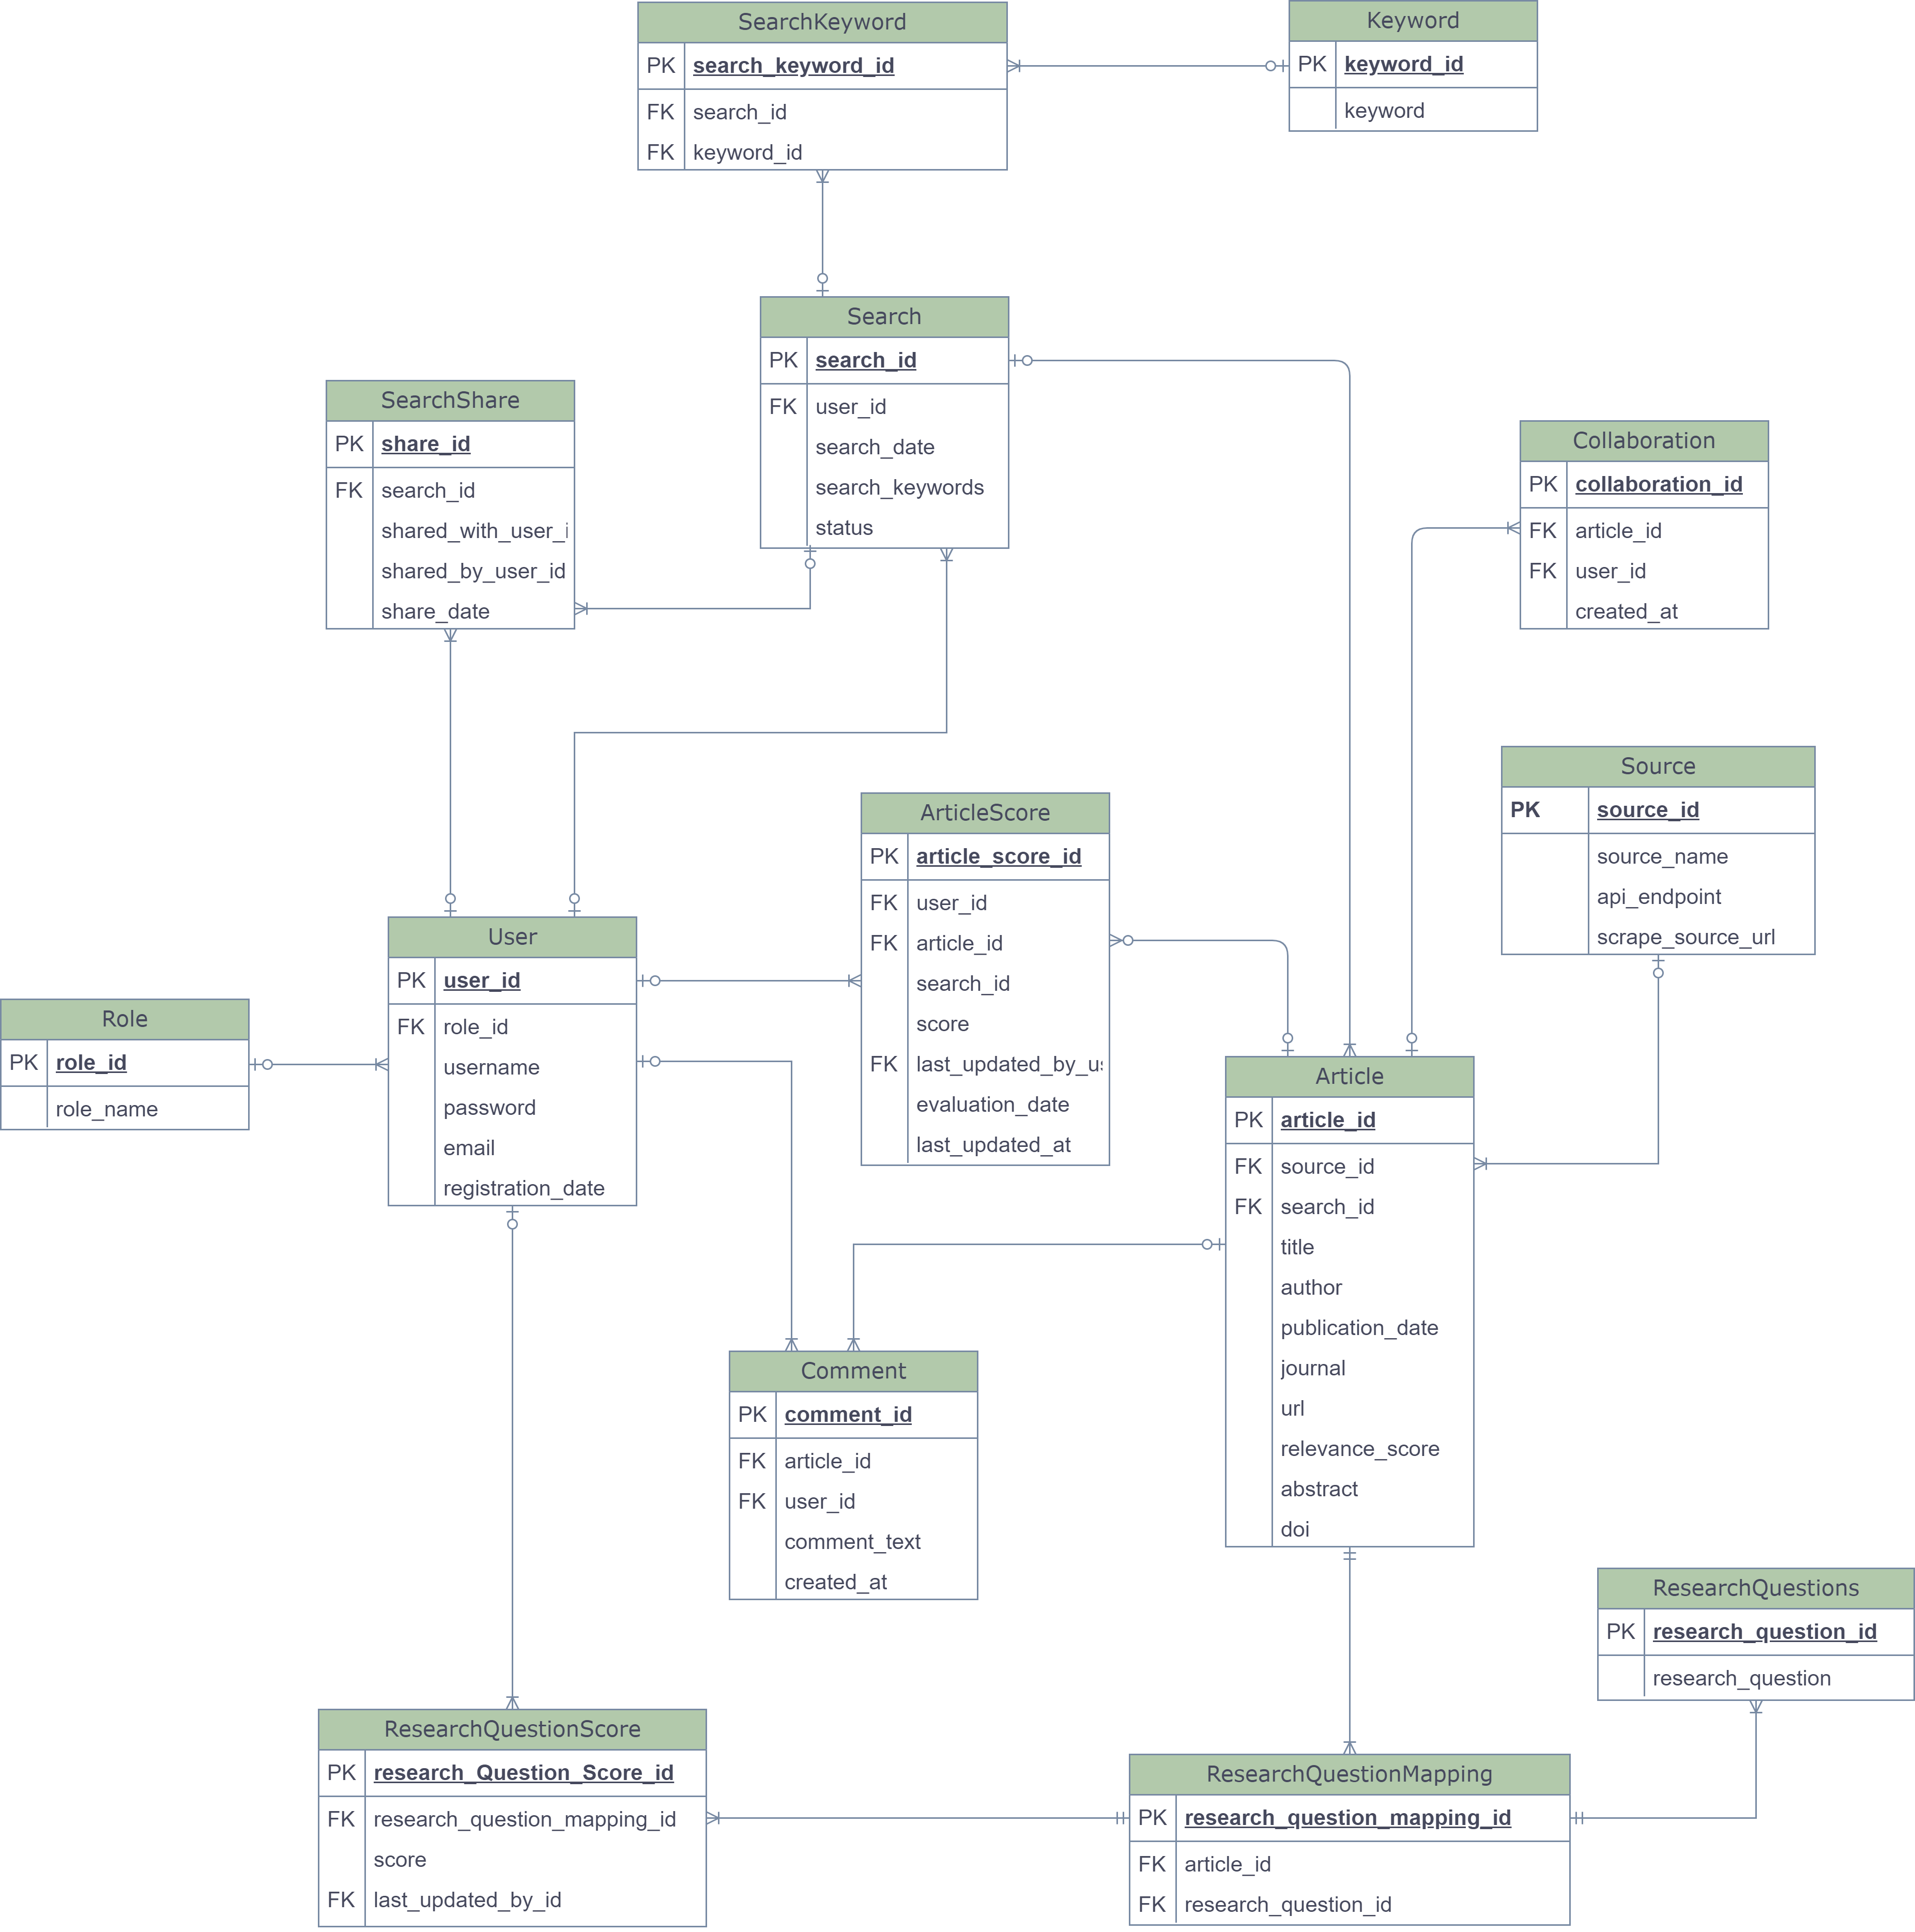 SearchKeyword
PK search_keyword_id
FK search_id
FK keyword_id
Keyword
PK keyword_id
keyword
Search
PK search_id
FK user_id
search_date
search_keywords
status
SearchShare
PK share_id
FK search_id
shared_with_user_i
shared_by_user_id
share_date
Collaboration
PK collaboration_id
FK article_id
FK user_id
created_at
Source
PK source_id
source_name
api_endpoint
scrape_source_url
ArticleScore
PK article_score_id
FK user_id
FK article_id
search_id
score
FK last_updated_by_us
evaluation_date
last_updated_at
User
PK user_id
FK role_id
username
password
email
registration_date
Role
PK role_id
role_name
Article
PK article_id
FK source_id
FK search_id
title
author
publication_date
journal
url
relevance_score
abstract
doi
Comment
PK comment_id
FK article_id
FK user_id
comment_text
created_at
ResearchQuestions
PK research_question_id
research_question
ResearchQuestionScore
PK research_Question_Score_id
FK research_question_mapping_id
score
FK last_updated_by_id
ResearchQuestionMapping
PK research_question_mapping_id
FK article_id
FK research_question_id